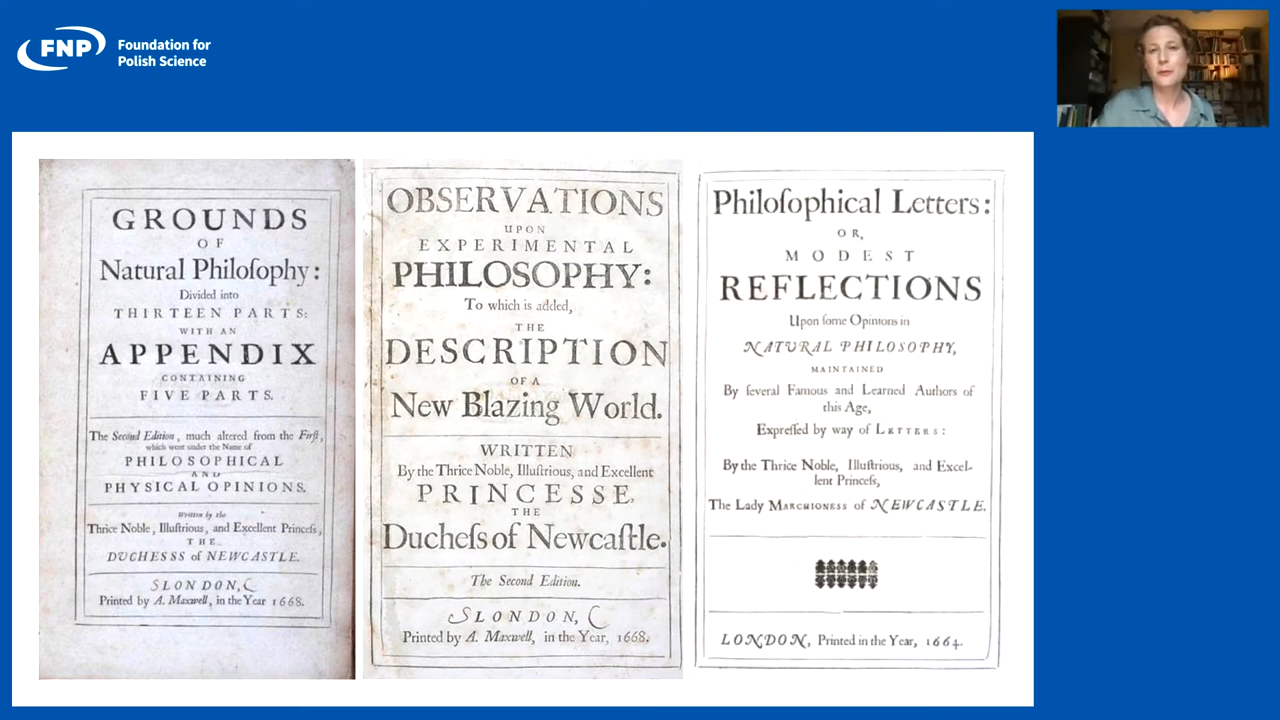 FNP
Foundation for
Polish Science
GROUNDS
OF
Natural Philoſophy:
Divided into
THIRTEEN PARTS:
WITH AN
APPENDIX
CONTAINING
FIVE PARTS.
The Second Edition, much altered from the Firſt,
which went under the Name of
PHILOSOPHICAL
AND
PHYSICAL OPINIONS.
Written by the
Thrice Noble, Illuſtrious, and Excellent Princeſs,
THE
DUCHESSS of NEWCASTLE.
LONDON,
Printed by A. Maxwell, in the Year 1668.
OBSERVATIONS
UPON
EXPERIMENTAL
PHILOSOPHY:
To which is added,
THE
DESCRIPTION
OF A
New Blazing World.
WRITTEN
By the Thrice Noble, Illuſtrious, and Excellent
PRINCESSE,
THE
Ducheſs of Newcaſtle.
The Second Edition.
LONDON,
Printed by A. Maxwell, in the Year, 1668.
Philoſophical Letters:
OR,
MODEST
REFLECTIONS
Upon ſome Opinions in
NATURAL PHILOSOPHY,
MAINTAINED
By ſeveral Famous and Learned Authors of
this Age,
Expreſſed by way of LETTERS:
By the Thrice Noble, Illuſtrious, and Excel-
lent Princeſs,
The Lady MARCHIONESS of NEWCASTLE.
LONDON, Printed in the Year, 1664.